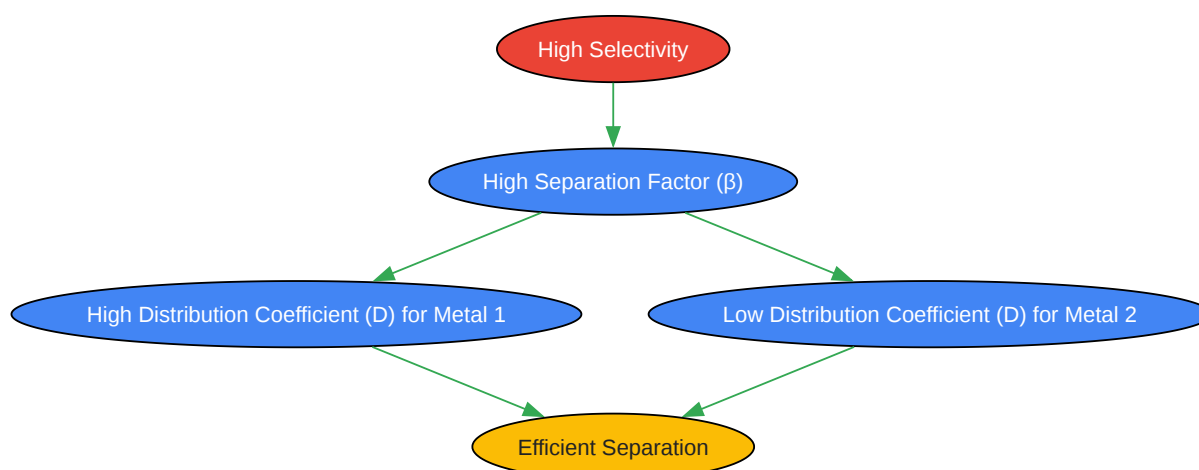 High Selectivity
High Separation Factor (β)
High Distribution Coefficient (D) for Metal 1
Low Distribution Coefficient (D) for Metal 2
Efficient Separation